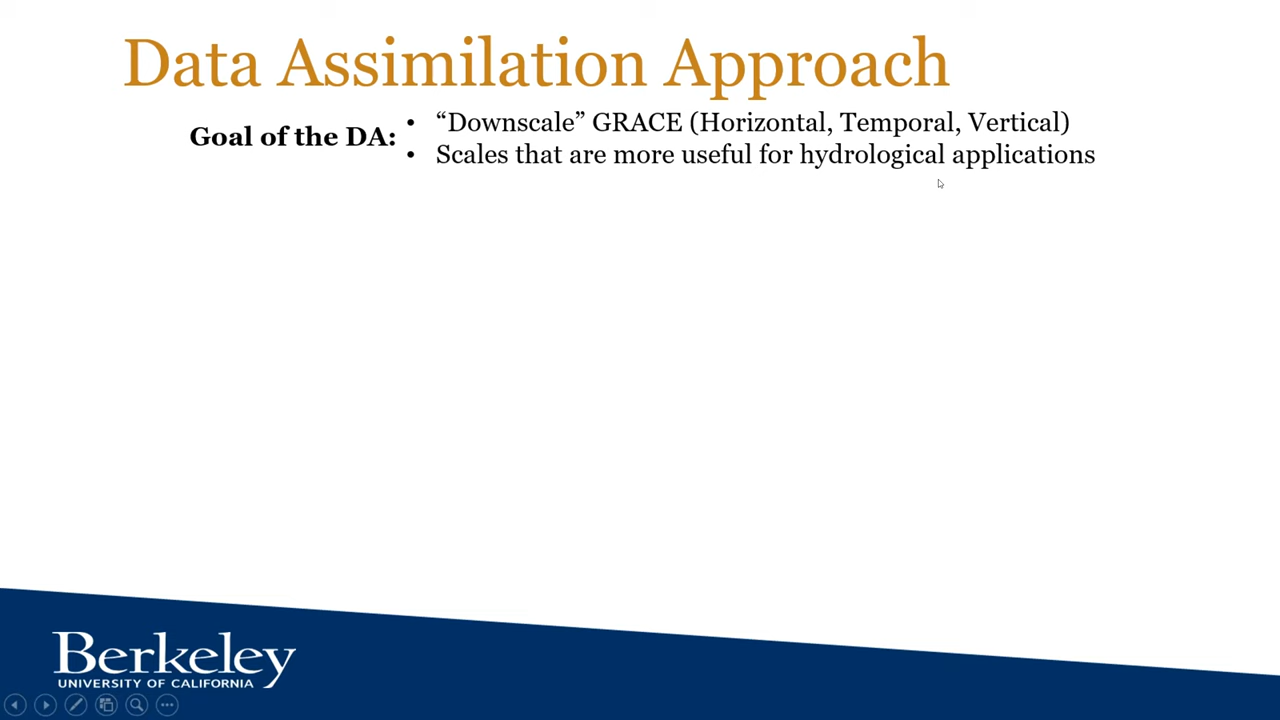 Data Assimilation Approach
Goal of the DA:
• “Downscale” GRACE (Horizontal, Temporal, Vertical)
• Scales that are more useful for hydrological applications
Berkeley
UNIVERSITY OF CALIFORNIA